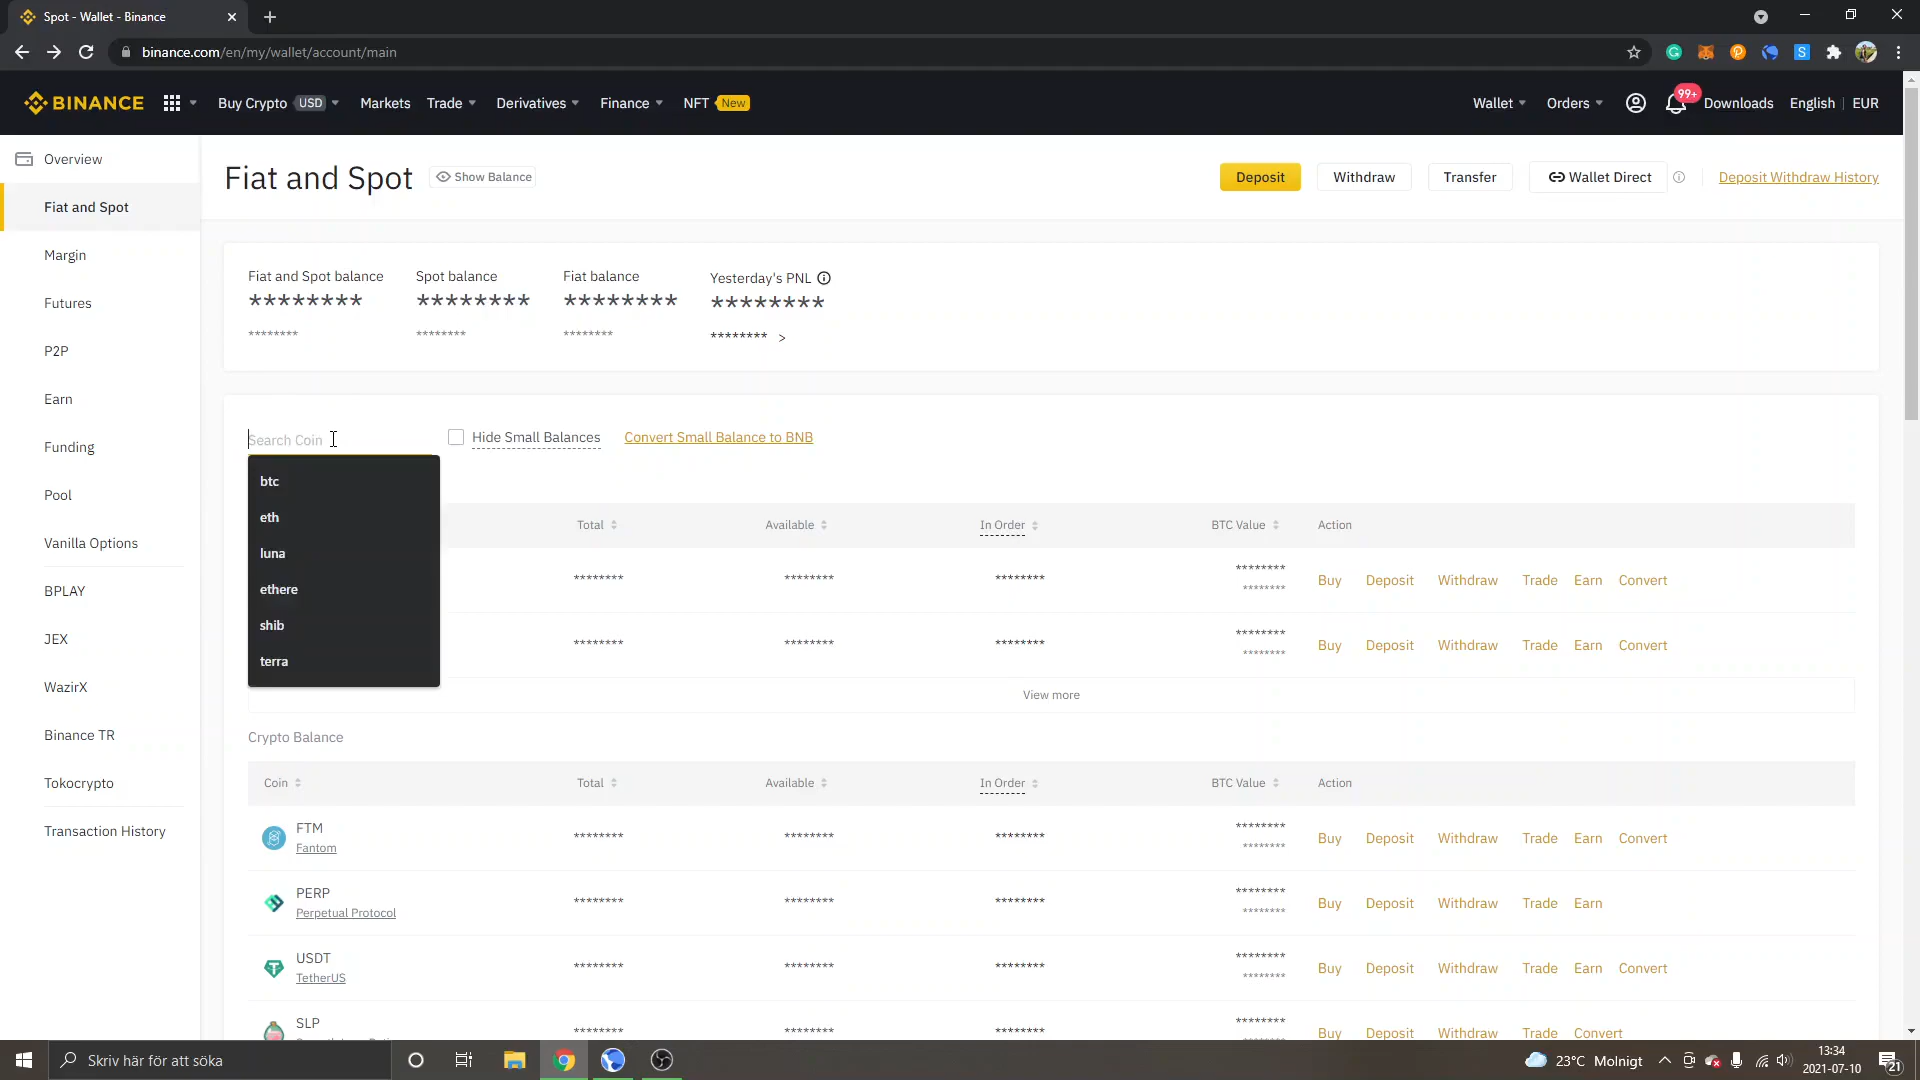 Spot - Wallet - Binance
binance.com/en/my/wallet/account/main
BINANCE Buy Crypto USD Markets Trade Derivatives Finance NFT New Wallet Orders 99+ Downloads English EUR
Overview
Fiat and Spot
Margin
Futures
P2P
Earn
Funding
Pool
Vanilla Options
BPLAY
JEX
WazirX
Binance TR
Tokocrypto
Transaction History
Fiat and Spot Show Balance Deposit Withdraw Transfer Wallet Direct Deposit Withdraw History
Fiat and Spot balance Spot balance Fiat balance Yesterday's PNL
******** ******** ******** ********
******** ******** ******** ******** >
Search Coin Hide Small Balances Convert Small Balance to BNB
btc
eth
luna
ethere
shib
terra
Total Available In Order BTC Value Action
******** ******** ******** ******** Buy Deposit Withdraw Trade Earn Convert
********
******** ******** ******** ******** Buy Deposit Withdraw Trade Earn Convert
********
View more
Crypto Balance
Coin Total Available In Order BTC Value Action
FTM ******** ******** ******** ******** Buy Deposit Withdraw Trade Earn Convert
Fantom ********
PERP ******** ******** ******** ******** Buy Deposit Withdraw Trade Earn
Perpetual Protocol ********
USDT ******** ******** ******** ******** Buy Deposit Withdraw Trade Earn Convert
TetherUS ********
SLP ******** ******** ******** ******** Buy Deposit Withdraw Trade Convert
Skriv här för att söka 23°C Molnigt 13:34
2021-07-10 21